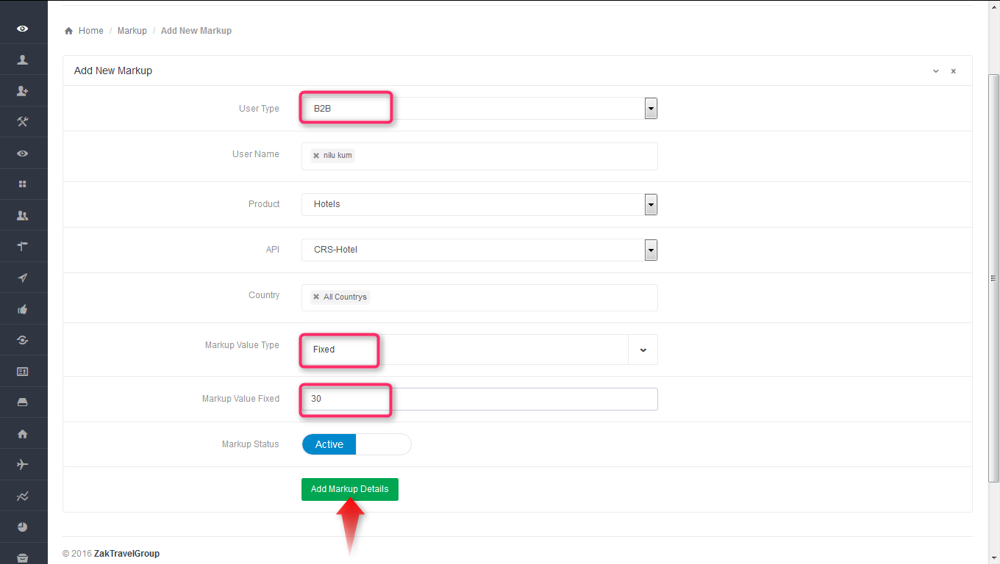 Home / Markup / Add New Markup
Add New Markup
User Type B2B
User Name × nilu kum
Product Hotels
API CRS-Hotel
Country × All Countrys
Markup Value Type Fixed
Markup Value Fixed 30
Markup Status Active
Add Markup Details
© 2016 ZakTravelGroup